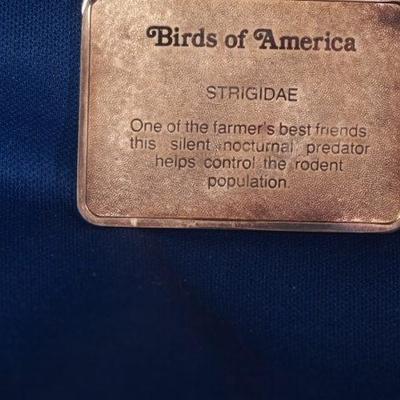 Birds of America
STRIGIDAE
One of the farmer's best friends
this silent nocturnal predator
helps control the rodent
population.